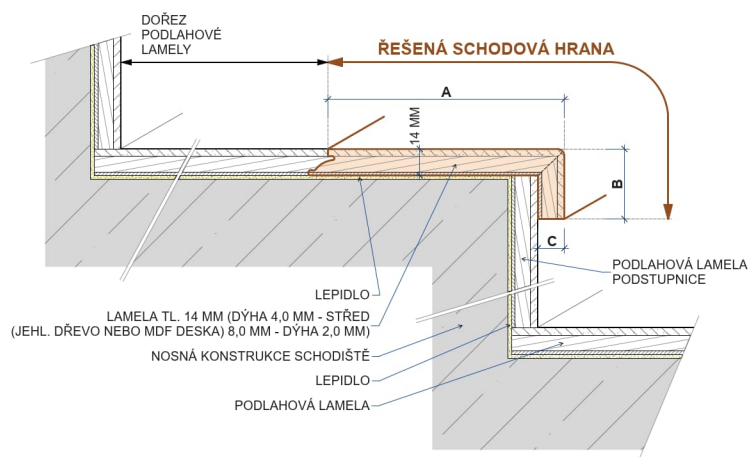 DOŘEZ
PODLAHOVÉ
LAMELY
ŘEŠENÁ SCHODOVÁ HRANA
A
14 MM
B
C
PODLAHOVÁ LAMELA
PODSTUPNICE
LEPIDLO
LAMELA TL. 14 MM (DÝHA 4,0 MM - STŘED
(JEHL. DŘEVO NEBO MDF DESKA) 8,0 MM - DÝHA 2,0 MM)
NOSNÁ KONSTRUKCE SCHODIŠTĚ
LEPIDLO
PODLAHOVÁ LAMELA